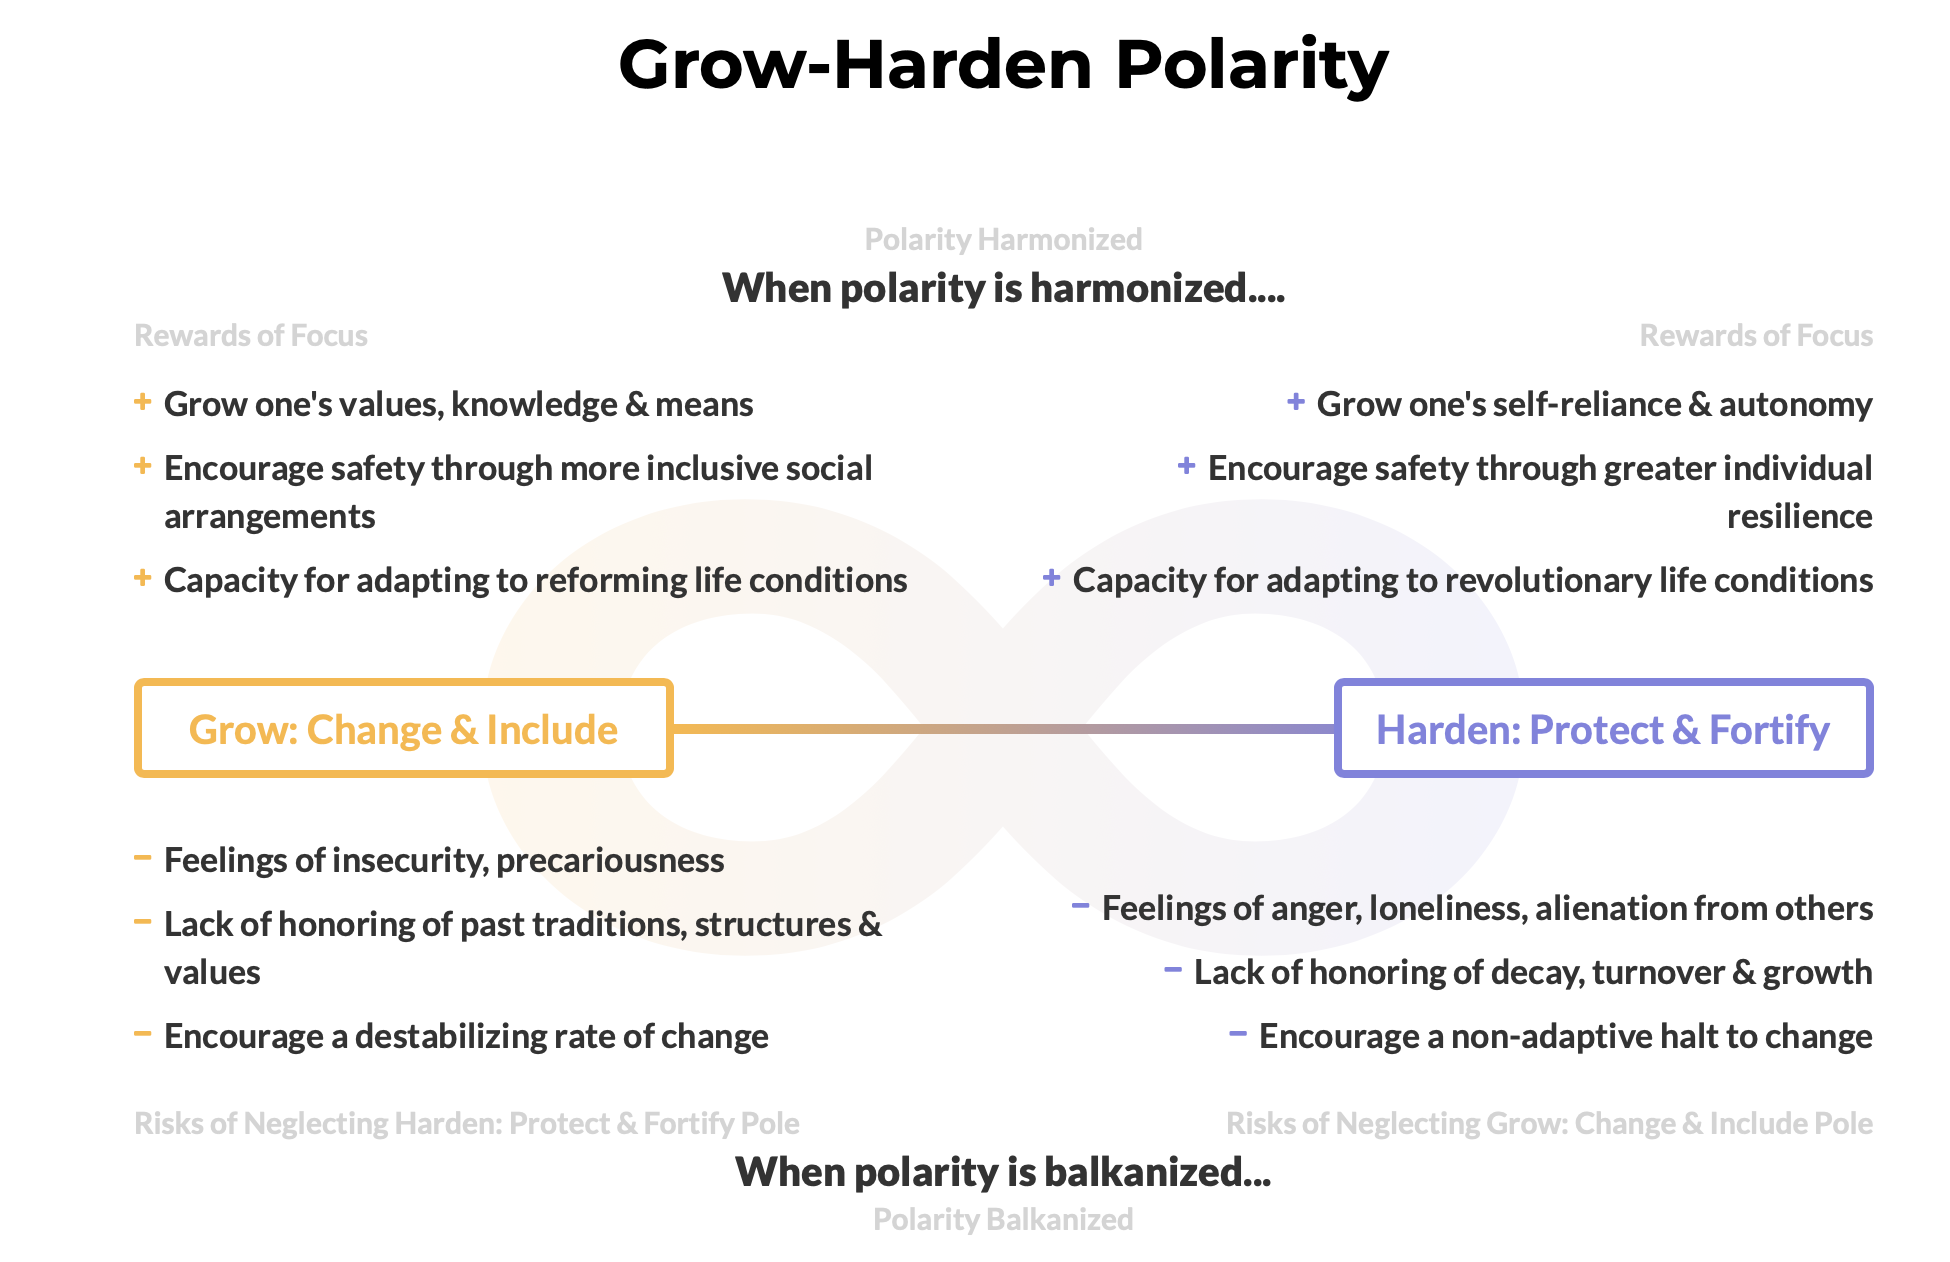 Grow-Harden Polarity
Polarity Harmonized
When polarity is harmonized....
Rewards of Focus
+ Grow one's values, knowledge & means
+ Encourage safety through more inclusive social
arrangements
+ Capacity for adapting to reforming life conditions
Rewards of Focus
+ Grow one's self-reliance & autonomy
+ Encourage safety through greater individual
resilience
+ Capacity for adapting to revolutionary life conditions
Grow: Change & Include
Harden: Protect & Fortify
− Feelings of insecurity, precariousness
− Lack of honoring of past traditions, structures &
values
− Encourage a destabilizing rate of change
Risks of Neglecting Harden: Protect & Fortify Pole
− Feelings of anger, loneliness, alienation from others
− Lack of honoring of decay, turnover & growth
− Encourage a non-adaptive halt to change
Risks of Neglecting Grow: Change & Include Pole
When polarity is balkanized...
Polarity Balkanized